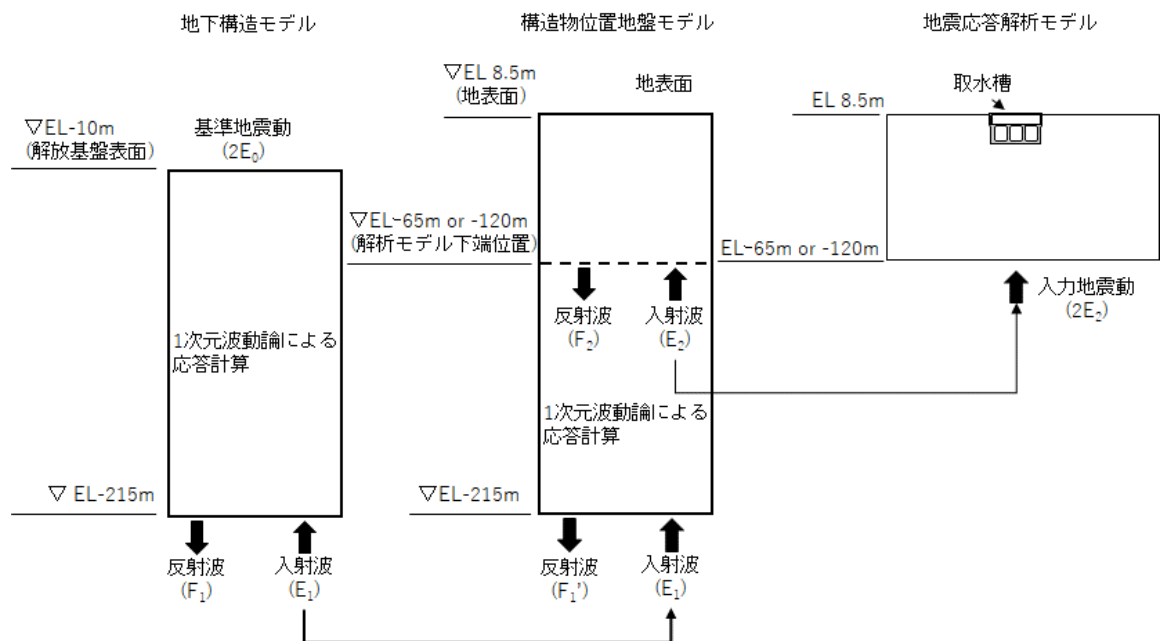 地下構造モデル
▽EL-10m
(解放基盤表面)
基準地震動
(2E₀)
1次元波動論による
応答計算
▽ EL-215m
反射波
(F₁)
入射波
(E₁)
構造物位置地盤モデル
▽EL 8.5m
(地表面)
地表面
▽EL-65m or -120m
(解析モデル下端位置)
反射波
(F₂)
入射波
(E₂)
1次元波動論による
応答計算
▽EL-215m
反射波
(F₁')
入射波
(E₁)
地震応答解析モデル
EL 8.5m
取水槽
EL-65m or -120m
入力地震動
(2E₂)